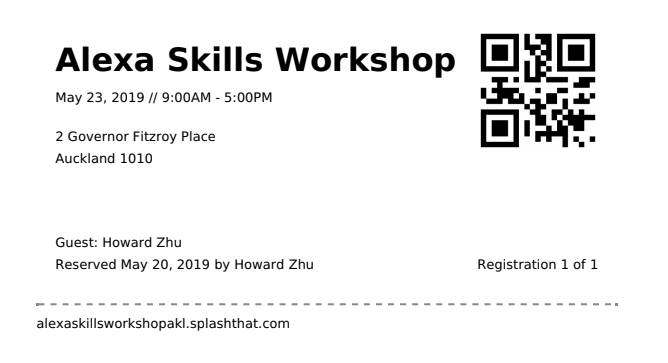 Alexa Skills Workshop
May 23, 2019 // 9:00AM - 5:00PM
2 Governor Fitzroy Place
Auckland 1010
Guest: Howard Zhu
Reserved May 20, 2019 by Howard Zhu
Registration 1 of 1
alexaskillsworkshopakl.splashthat.com